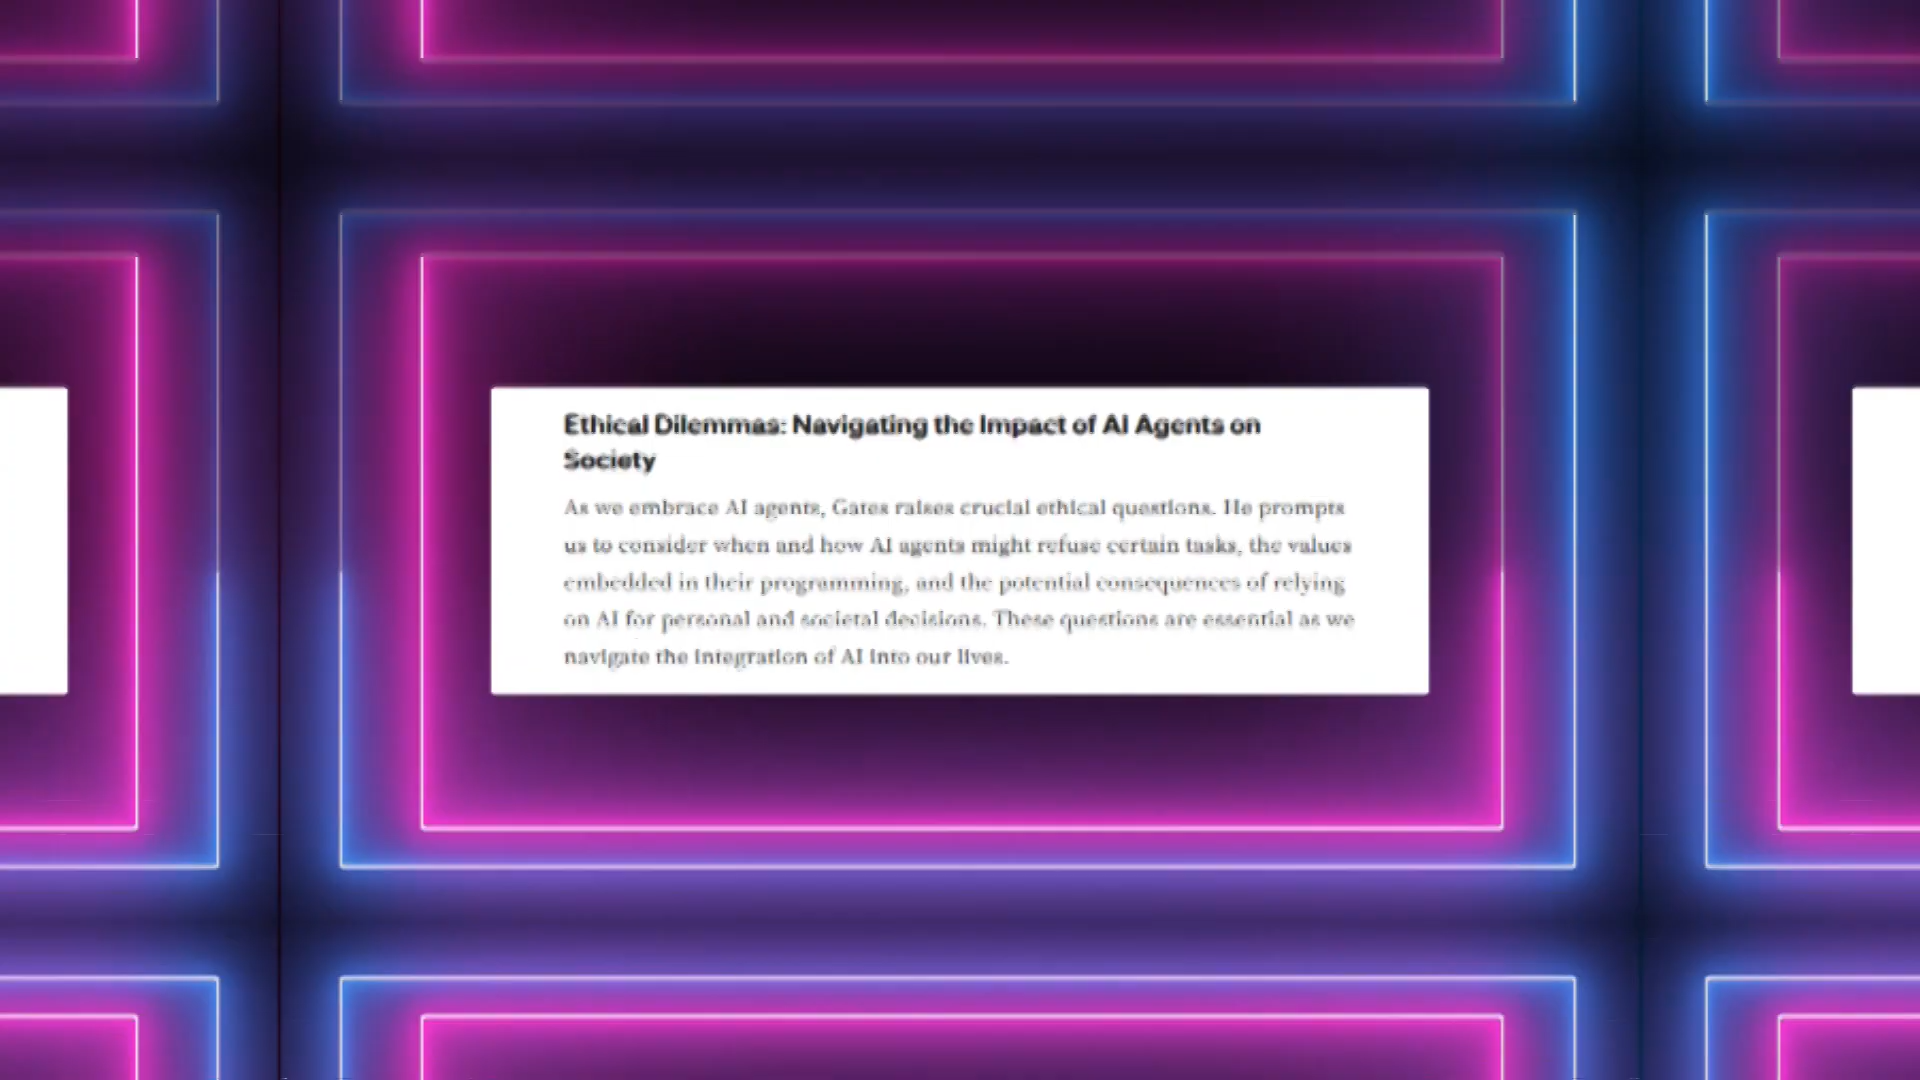 Ethical Dilemmas: Navigating the Impact of AI Agents on
Society
As we embrace AI agents, Gates raises crucial ethical questions. He prompts
us to consider when and how AI agents might refuse certain tasks, the values
embedded in their programming, and the potential consequences of relying
on AI for personal and societal decisions. These questions are essential as we
navigate the integration of AI into our lives.